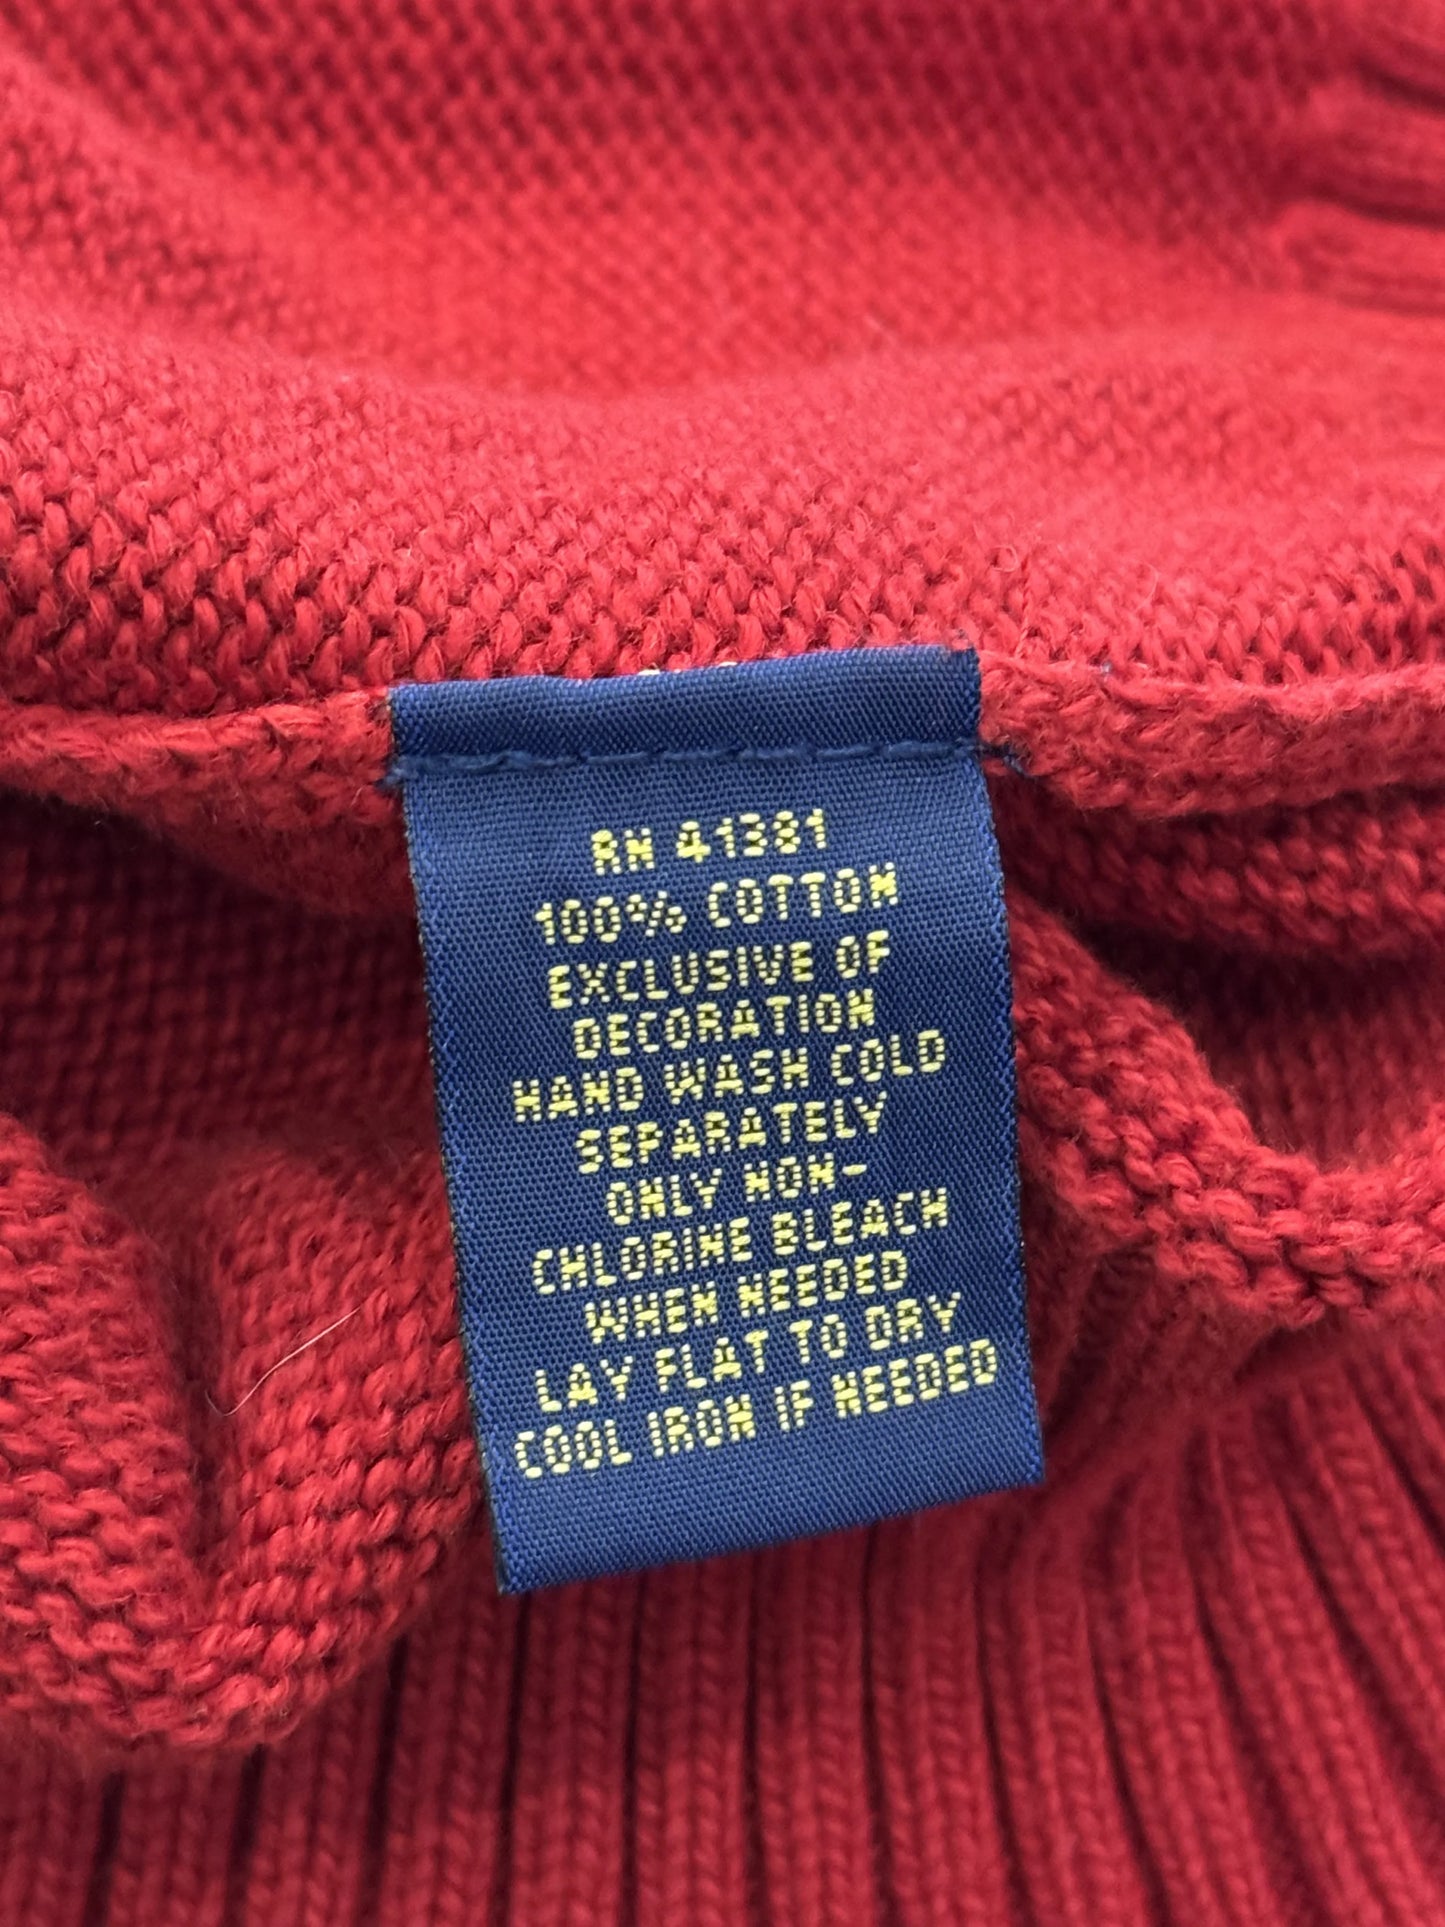 RN 41381
100% COTTON
EXCLUSIVE OF
DECORATION
HAND WASH COLD
SEPARATELY
ONLY NON-
CHLORINE BLEACH
WHEN NEEDED
LAY FLAT TO DRY
COOL IRON IF NEEDED